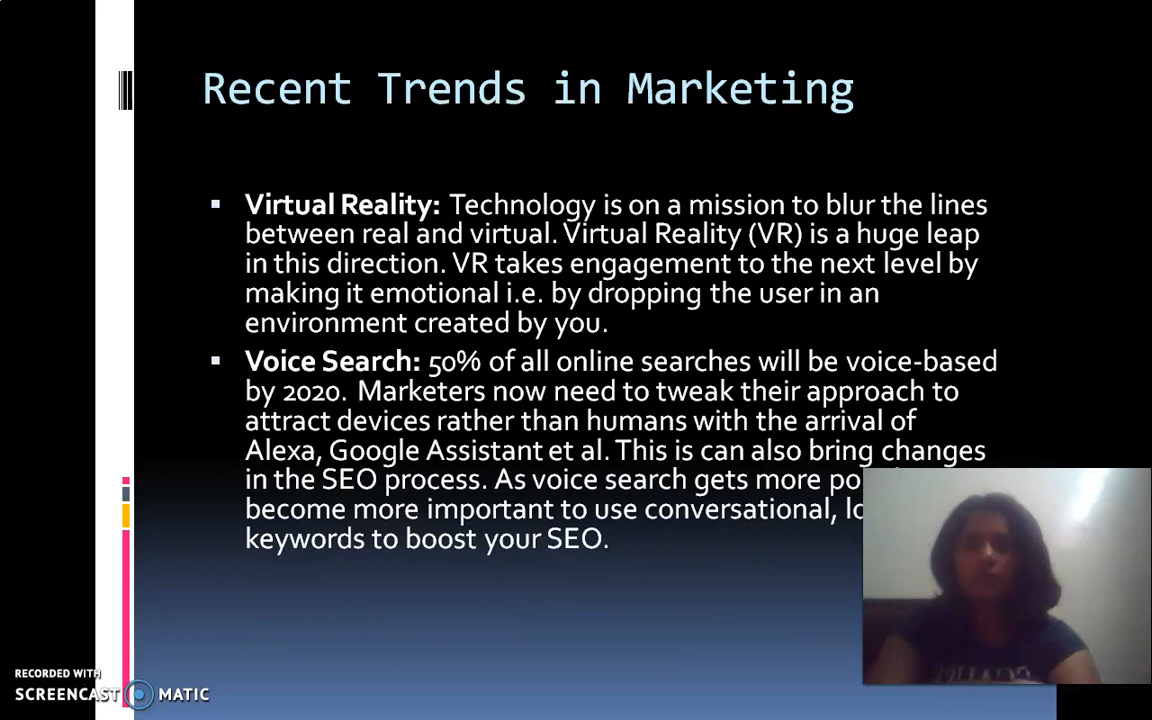 Recent Trends in Marketing
▪ Virtual Reality: Technology is on a mission to blur the lines
between real and virtual. Virtual Reality (VR) is a huge leap
in this direction. VR takes engagement to the next level by
making it emotional i.e. by dropping the user in an
environment created by you.
▪ Voice Search: 50% of all online searches will be voice-based
by 2020. Marketers now need to tweak their approach to
attract devices rather than humans with the arrival of
Alexa, Google Assistant et al. This is can also bring changes
in the SEO process. As voice search gets more
become more important to use conversational,
keywords to boost your SEO.
RECORDED WITH
SCREENCAST MATIC